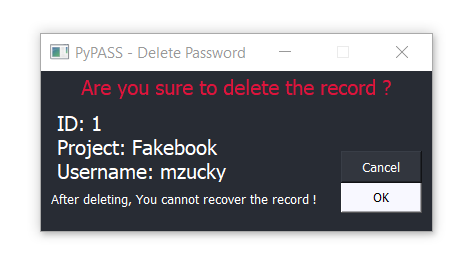 PyPASS - Delete Password
Are you sure to delete the record ?
ID: 1
Project: Fakebook
Username: mzucky
Cancel
After deleting, You cannot recover the record !
OK